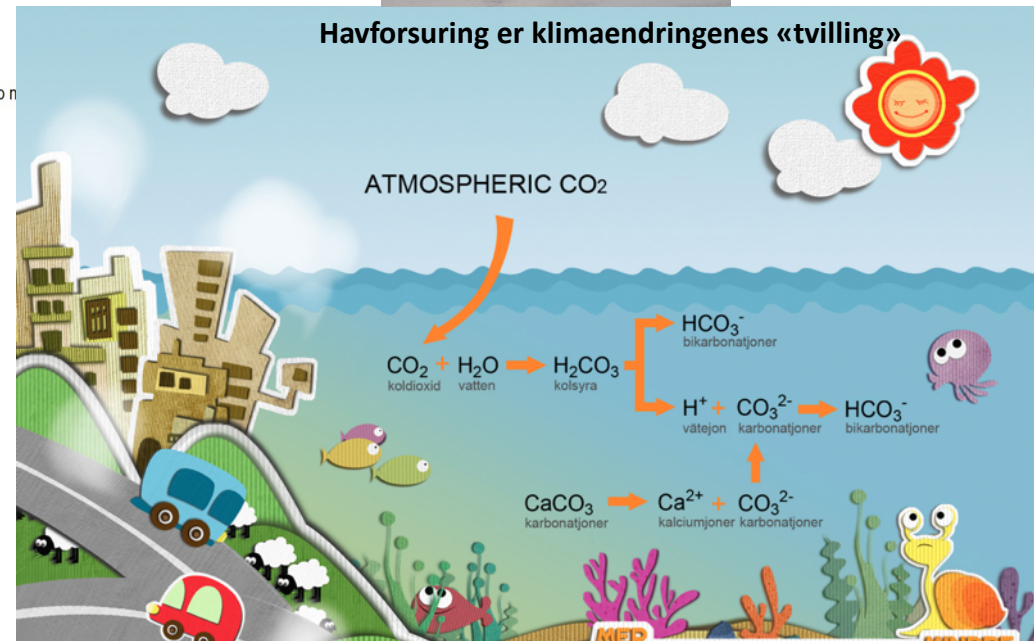 Havforsuring er klimaendringenes «tvilling»
ATMOSPHERIC CO₂
HCO₃⁻
bikarbonatjoner
CO₂ + H₂O H₂CO₃
koldioxid vatten kolsyra
H⁺ + CO₃²⁻ HCO₃⁻
vätejon karbonatjoner bikarbonatjoner
CaCO₃ Ca²⁺ + CO₃²⁻
karbonatjoner kalciumjoner karbonatjoner
MED